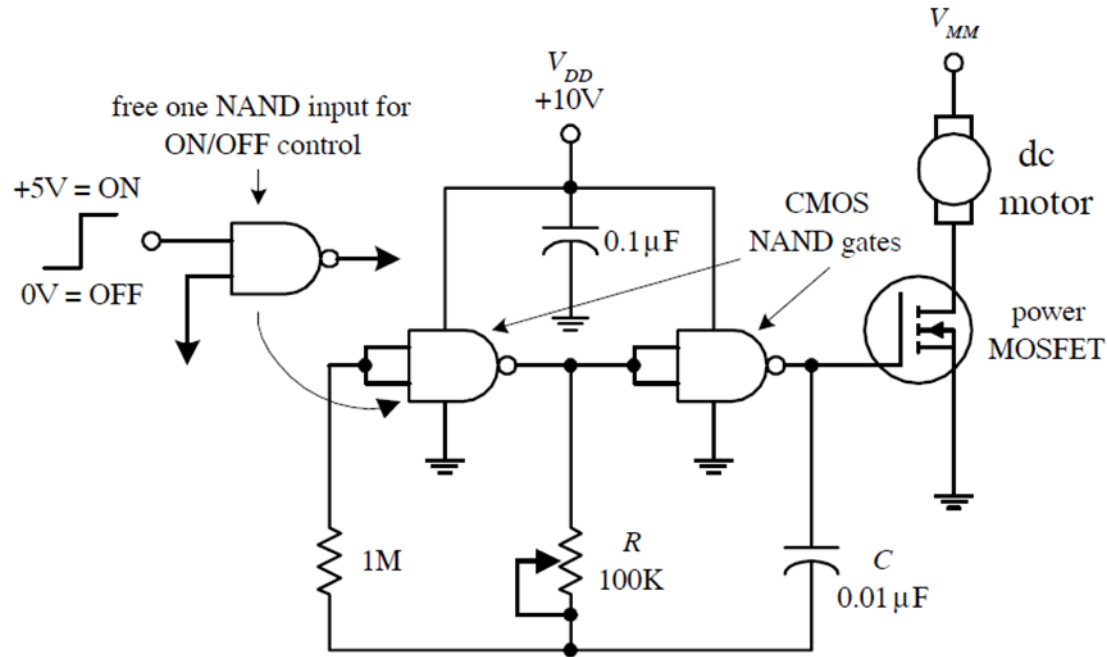 V_MM
V_DD
+10V
free one NAND input for
ON/OFF control
+5V = ON
0V = OFF
dc
motor
0.1µF
CMOS
NAND gates
power
MOSFET
1M
R
100K
C
0.01µF